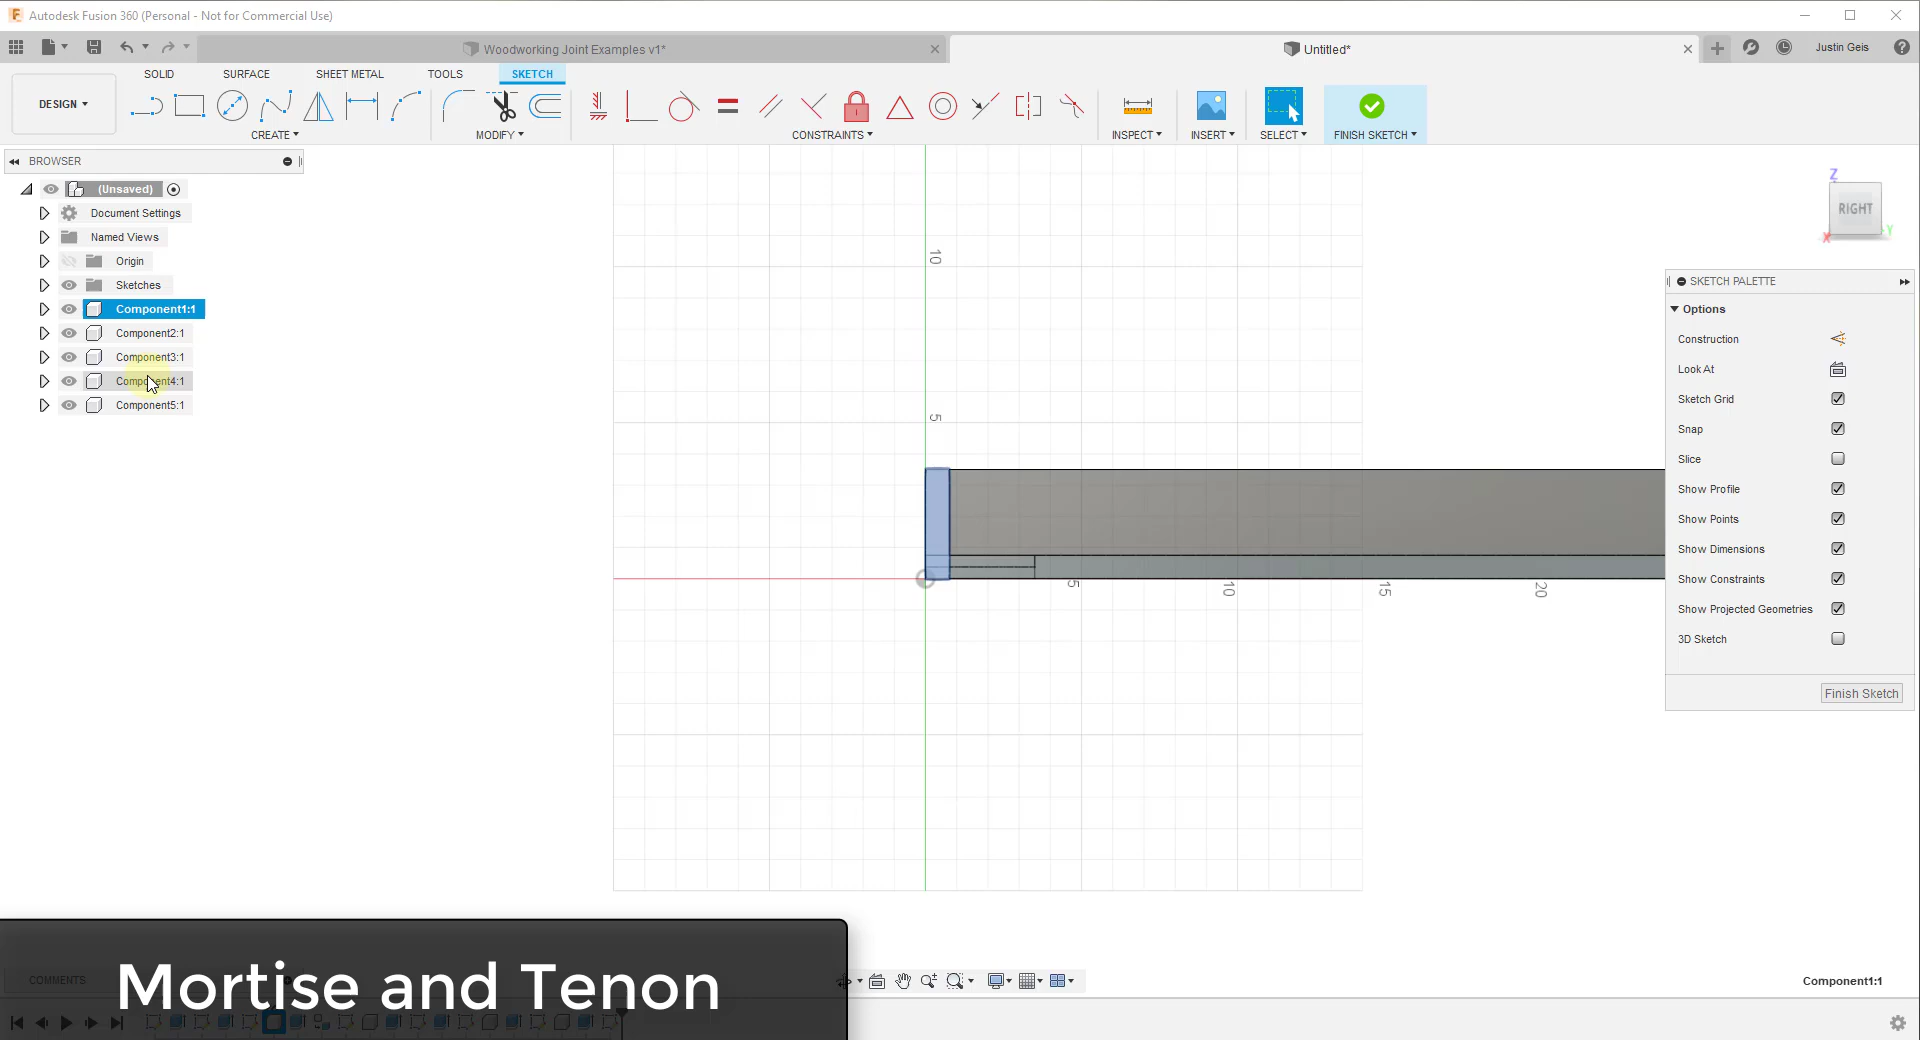 Autodesk Fusion 360 (Personal - Not for Commercial Use)
Woodworking Joint Examples v1*
Untitled*
Justin Geis
SOLID
SURFACE
SHEET METAL
TOOLS
SKETCH
DESIGN
CREATE
MODIFY
CONSTRAINTS
INSPECT
INSERT
SELECT
FINISH SKETCH
BROWSER
(Unsaved)
Document Settings
Named Views
Origin
Sketches
Component1:1
Component2:1
Component3:1
Component4:1
Component5:1
10
5
5
10
15
20
Z
RIGHT
X
Y
SKETCH PALETTE
Options
Construction
Look At
Sketch Grid
Snap
Slice
Show Profile
Show Points
Show Dimensions
Show Constraints
Show Projected Geometries
3D Sketch
Finish Sketch
COMMENTS
Mortise and Tenon
Component1:1